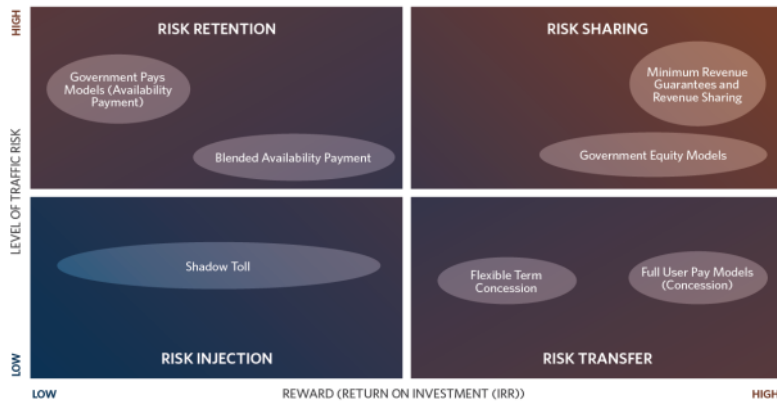 HIGH
RISK RETENTION
Government Pays
Models (Availability
Payment)
Blended Availability Payment
RISK SHARING
Minimum Revenue
Guarantees and
Revenue Sharing
Government Equity Models
LEVEL OF TRAFFIC RISK
Shadow Toll
RISK INJECTION
Flexible Term
Concession
Full User Pay Models
(Concession)
RISK TRANSFER
LOW
LOW
REWARD (RETURN ON INVESTMENT (IRR))
HIGH